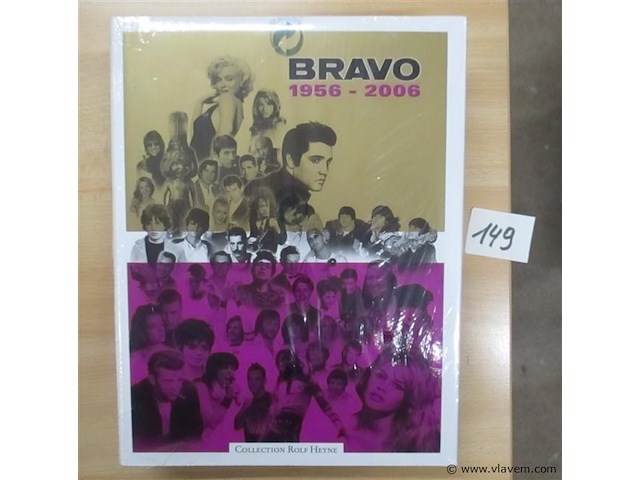 BRAVO
1956 - 2006
149
COLLECTION ROLF HEYNE
© www.vlavem.com